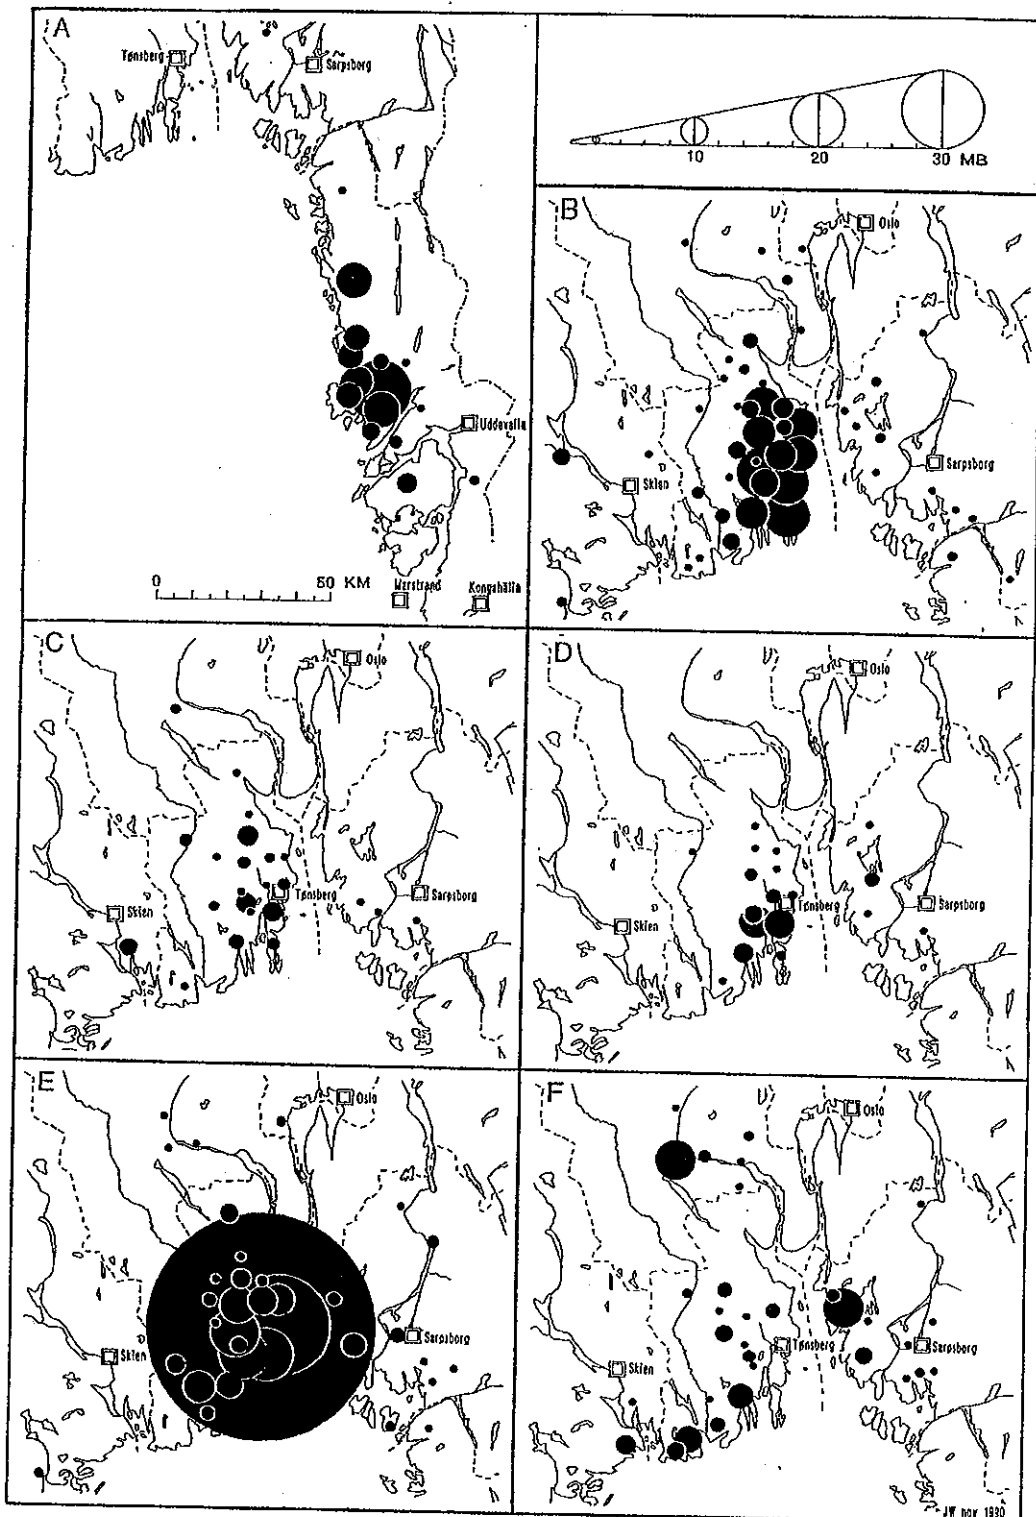 A
Tønsberg
Sarpsborg
Uddevalla
0 50 KM
Marstrand
Kongahälla
10 20 30 MB
B
Oslo
Skien
Sarpsborg
C
Oslo
Tønsberg
Skien
Sarpsborg
D
Oslo
Tønsberg
Skien
Sarpsborg
E
Oslo
Skien
Sarpsborg
F
Oslo
Tønsberg
Skien
Sarpsborg
JW nov 1980